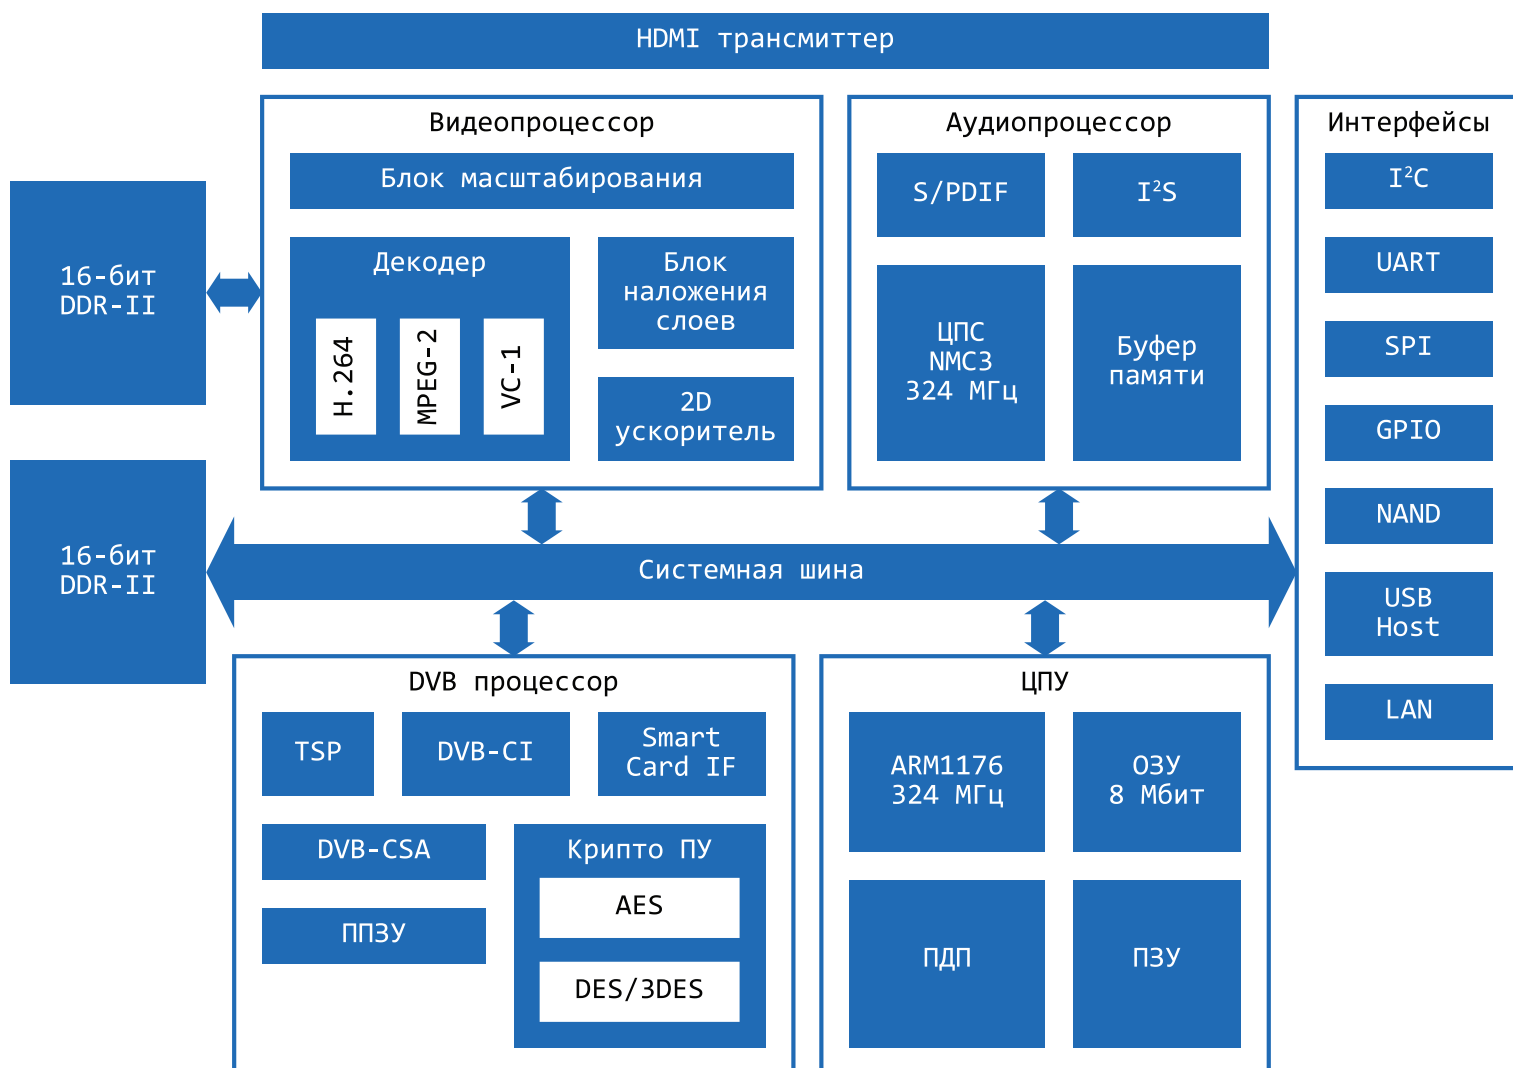 HDMI трансмиттер
Видеопроцессор
Блок масштабирования
Декодер
H.264
MPEG-2
VC-1
Блок
наложения
слоев
2D
ускоритель
Аудиопроцессор
S/PDIF
I²S
ЦПС
NMC3
324 МГц
Буфер
памяти
Интерфейсы
I²C
UART
SPI
GPIO
NAND
USB
Host
LAN
16-бит
DDR-II
16-бит
DDR-II
Системная шина
DVB процессор
TSP
DVB-CI
Smart
Card IF
DVB-CSA
ППЗУ
Крипто ПУ
AES
DES/3DES
ЦПУ
ARM1176
324 МГц
ОЗУ
8 Мбит
ПДП
ПЗУ